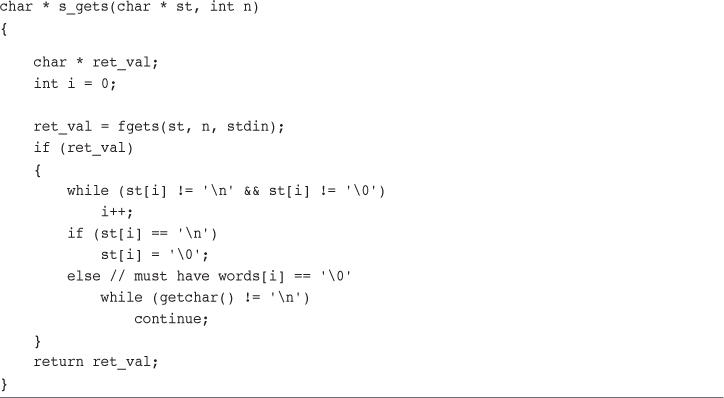 char * s_gets(char * st, int n)
{
    char * ret_val;
    int i = 0;

    ret_val = fgets(st, n, stdin);
    if (ret_val)
    {
        while (st[i] != '\n' && st[i] != '\0')
            i++;
        if (st[i] == '\n')
            st[i] = '\0';
        else // must have words[i] == '\0'
            while (getchar() != '\n')
                continue;
    }
    return ret_val;
}